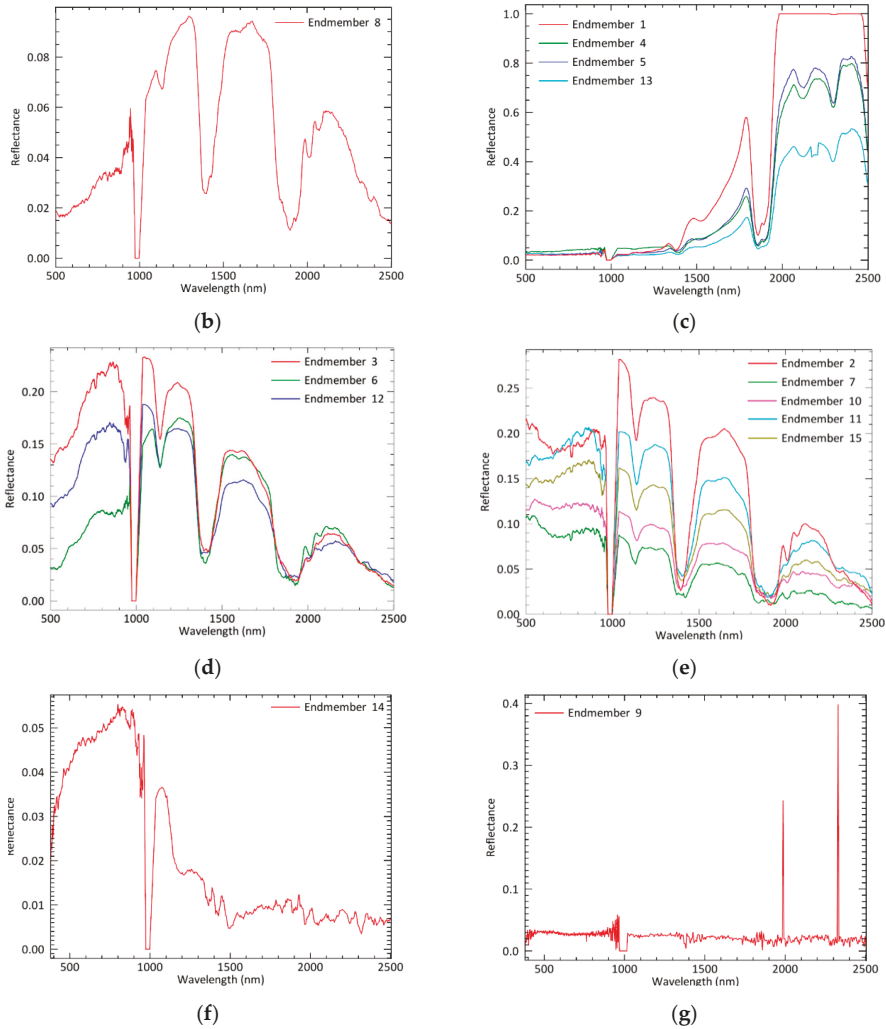 Endmember 8
0.08
0.06
0.04
0.02
0.00
Reflectance
500 1000 1500 2000 2500
Wavelength (nm)
(b)
1.0
Endmember 1
Endmember 4
Endmember 5
Endmember 13
0.8
0.6
0.4
0.2
0.0
Reflectance
500 1000 1500 2000 2500
Wavelength (nm)
(c)
Endmember 3
Endmember 6
Endmember 12
0.20
0.15
0.10
0.05
0.00
Reflectance
500 1000 1500 2000 2500
Wavelength (nm)
(d)
Endmember 2
Endmember 7
Endmember 10
Endmember 11
Endmember 15
0.25
0.20
0.15
0.10
0.05
0.00
Reflectance
500 1000 1500 2000 2500
Wavelength (nm)
(e)
Endmember 14
0.05
0.04
0.03
0.02
0.01
0.00
Reflectance
500 1000 1500 2000 2500
Wavelength (nm)
(f)
0.4
Endmember 9
0.3
0.2
0.1
0.0
Reflectance
500 1000 1500 2000 2500
Wavelength (nm)
(g)